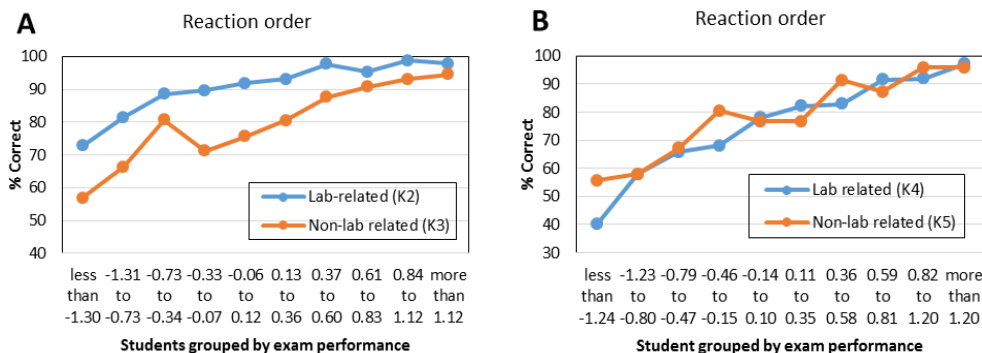 A
Reaction order
% Correct
100
90
80
70
60
50
40
Lab-related (K2)
Non-lab related (K3)
less -1.31 -0.73 -0.33 -0.06 0.13 0.37 0.61 0.84 more
than to to to to to to to to than
-1.30 -0.73 -0.34 -0.07 0.12 0.36 0.60 0.83 1.12 1.12
Students grouped by exam performance
B
Reaction order
% Correct
100
90
80
70
60
50
40
30
Lab related (K4)
Non-lab related (K5)
less -1.23 -0.79 -0.46 -0.14 0.11 0.36 0.59 0.82 more
than to to to to to to to to than
-1.24 -0.80 -0.47 -0.15 0.10 0.35 0.58 0.81 1.20 1.20
Student grouped by exam performance